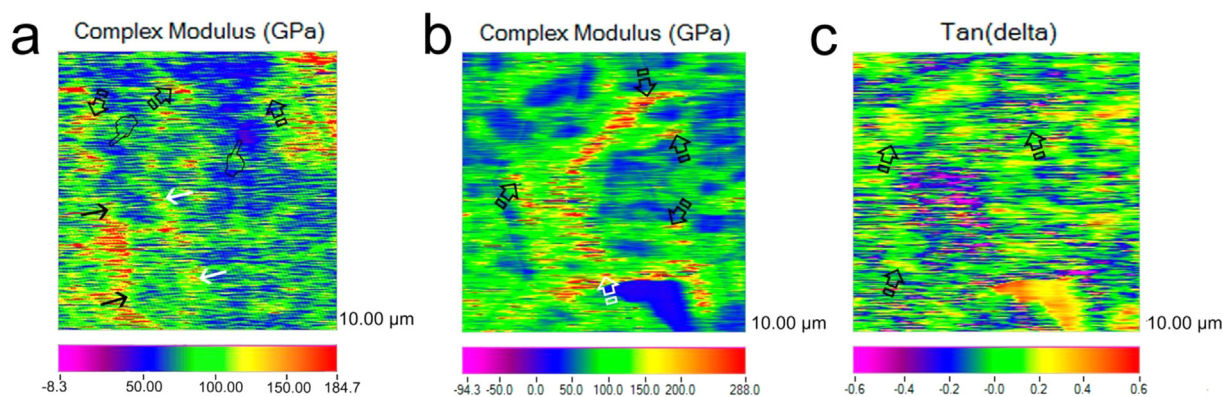 a
Complex Modulus (GPa)
10.00 µm
-8.3 50.00 100.00 150.00 184.7
b
Complex Modulus (GPa)
10.00 µm
-94.3 -50.0 0.0 50.0 100.0 150.0 200.0 288.0
c
Tan(delta)
10.00 µm
-0.6 -0.4 -0.2 -0.0 0.2 0.4 0.6